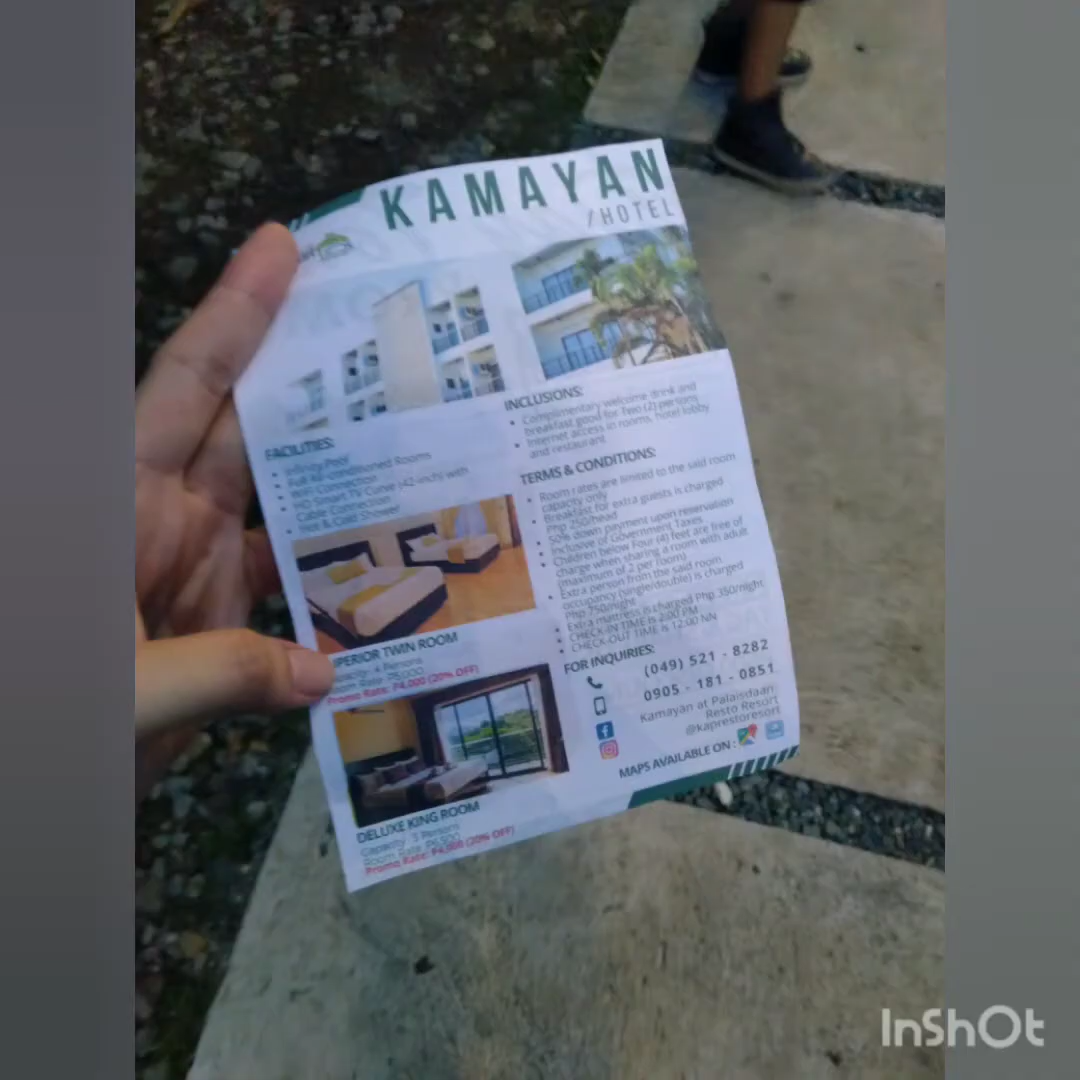 KAMAYAN
/HOTEL
FACILITIES:
Infinity Pool
Full Air-conditioned Rooms
WiFi Connection
HD Smart TV Curve (42-inch) with
Cable Connection
Hot & Cold Shower
PERIOR TWIN ROOM
Capacity: 4 Persons
Room Rate: P5,000
Promo Rate: P4,000 (20% OFF)
DELUXE KING ROOM
Capacity: 3 Persons
Room Rate:
Promo Rate: (20% OFF)
INCLUSIONS:
Complimentary welcome drink and
breakfast good for Two (2) persons
Internet access in rooms, hotel lobby
and restaurant
TERMS & CONDITIONS:
Room rates are limited to the said room
capacity only
Breakfast for extra guests is charged
Php 250/head
50% down payment upon reservation
Inclusive of Government Taxes
Children below Four (4) feet are free of
charge when sharing a room with adult
(maximum of 2 per room)
Extra person from the said room
occupancy (single/double) is charged
Php 750/night
Extra mattress is charged Php 350/night
CHECK-IN TIME is 2:00 PM
CHECK-OUT TIME is 12:00 NN
FOR INQUIRIES:
(049) 521 - 8282
0905 - 181 - 0851
Kamayan at Palaisdaan
Resto Resort
@kaprestoresort
MAPS AVAILABLE ON :
InShOt